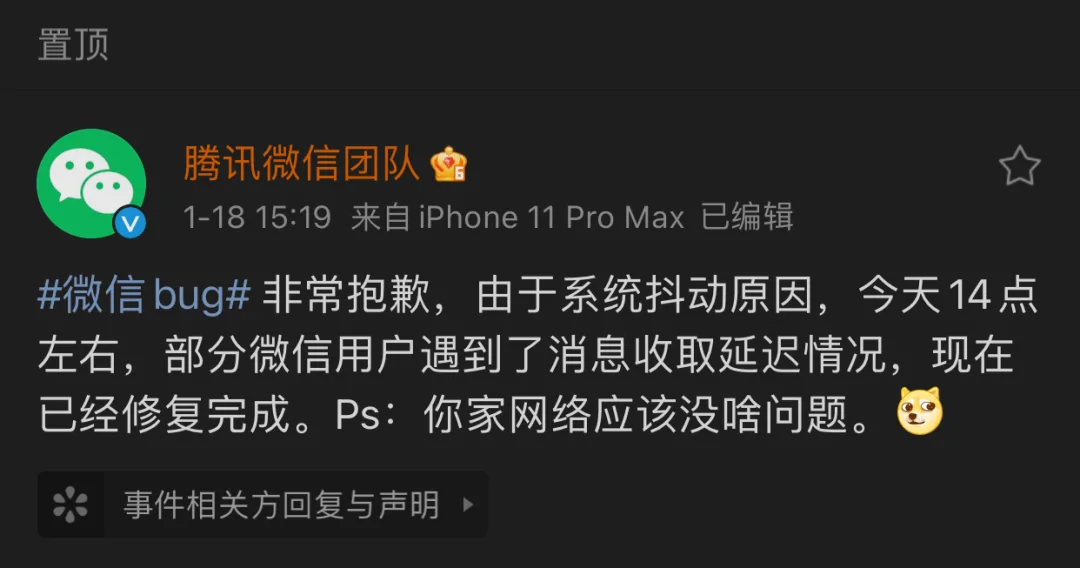 置顶
腾讯微信团队 6
1-18 15:19 来自 iPhone 11 Pro Max 已编辑
#微信 bug# 非常抱歉，由于系统抖动原因，今天14点
左右，部分微信用户遇到了消息收取延迟情况，现在
已经修复完成。Ps：你家网络应该没啥问题。
事件相关方回复与声明